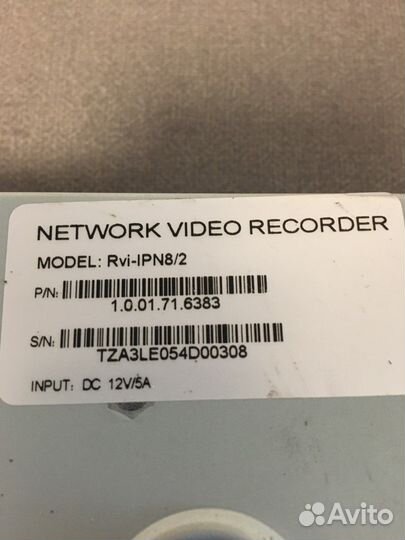 NETWORK VIDEO RECORDER
MODEL: Rvi-IPN8/2
P/N:
1.0.01.71.6383
S/N:
TZA3LE054D00308
INPUT: DC 12V/5A
Avito